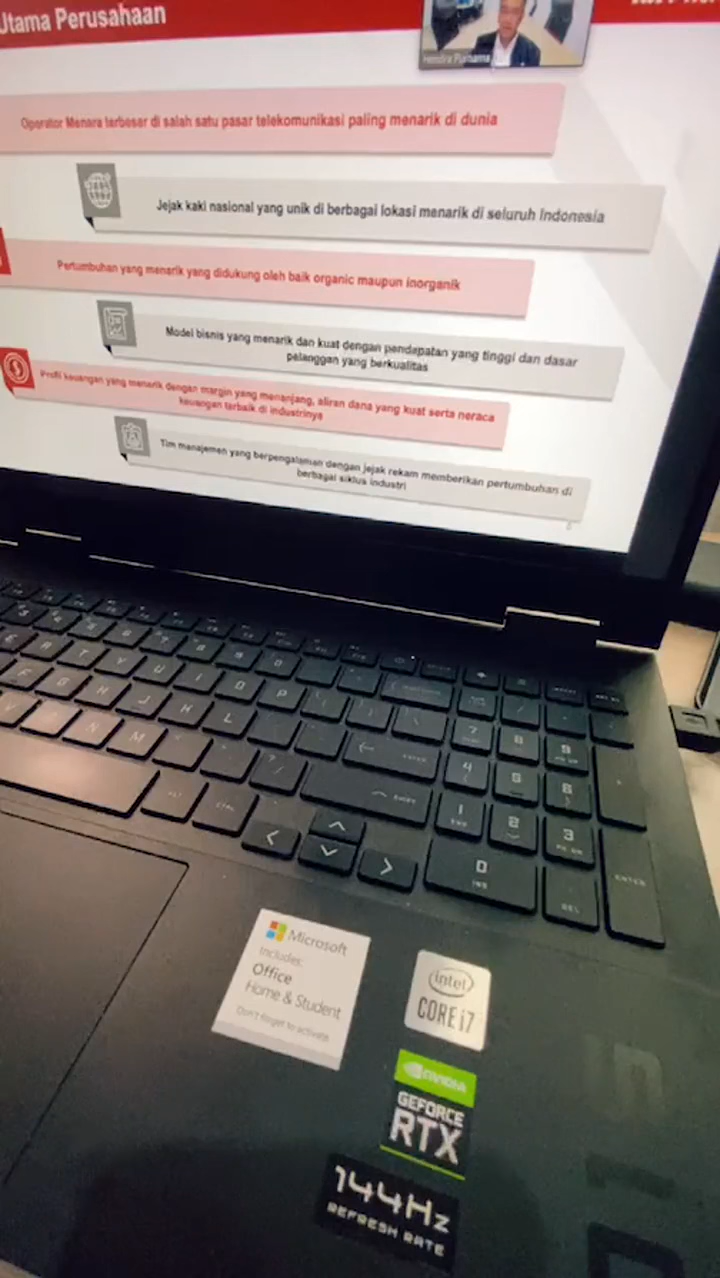 Utama Perusahaan
Hendra Purnama
Operator Menara terbesar di salah satu pasar telekomunikasi paling menarik di dunia
Jejak kaki nasional yang unik di berbagai lokasi menarik di seluruh Indonesia
Pertumbuhan yang menarik yang didukung oleh baik organic maupun inorganik
Model bisnis yang menarik dan kuat dengan pendapatan yang tinggi dan dasar
pelanggan yang berkualitas
Profil keuangan yang menarik dengan margin yang menanjang, aliran dana yang kuat serta neraca
keuangan terbaik di industrinya
Tim manajemen yang berpengalaman dengan jejak rekam memberikan pertumbuhan di
berbagai siklus industri
Microsoft
Includes:
Office
Home & Student
Don't forget to activate
intel
CORE i7
NVIDIA
GEFORCE
RTX
144Hz
REFRESH RATE